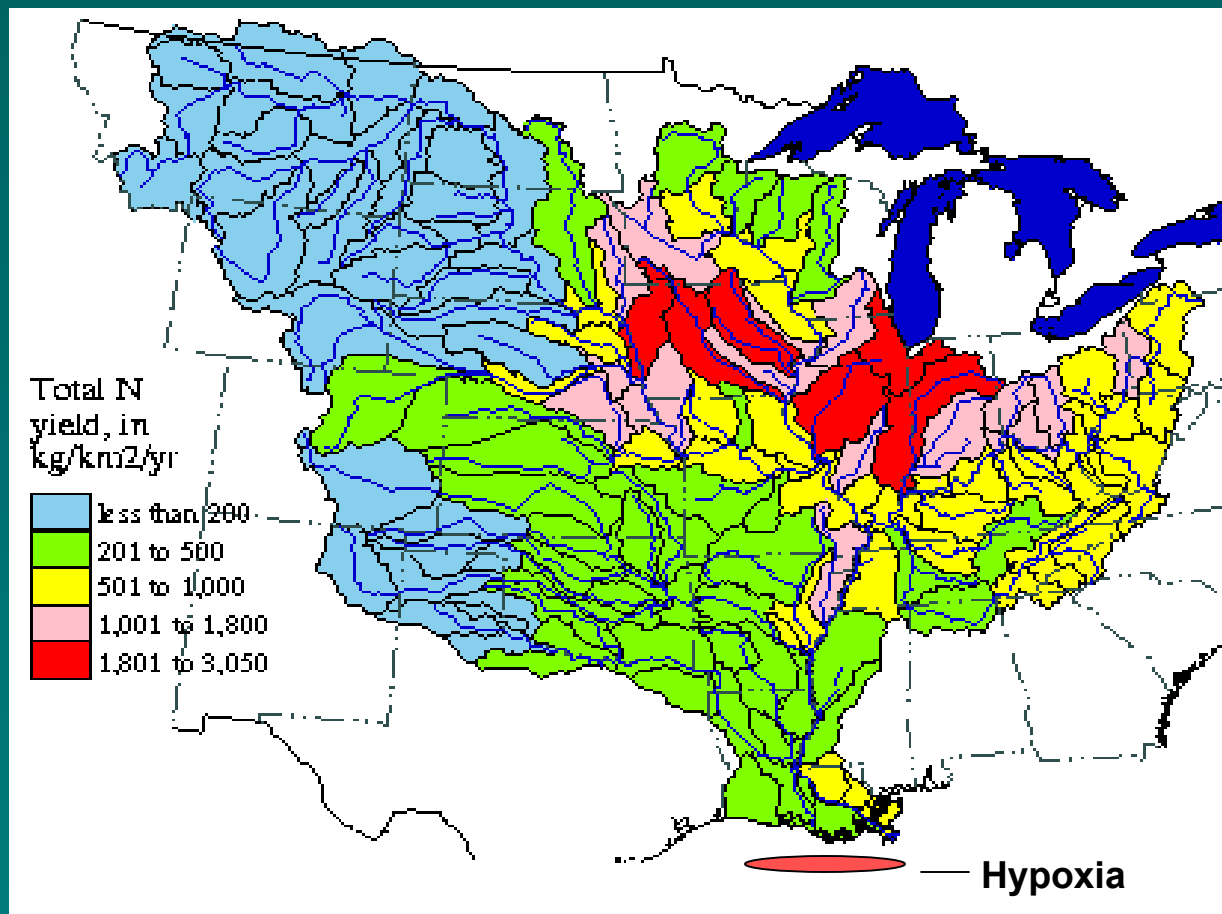 Total N
yield, in
kg/km2/yr
less than 200
201 to 500
501 to 1,000
1,001 to 1,800
1,801 to 3,050
Hypoxia